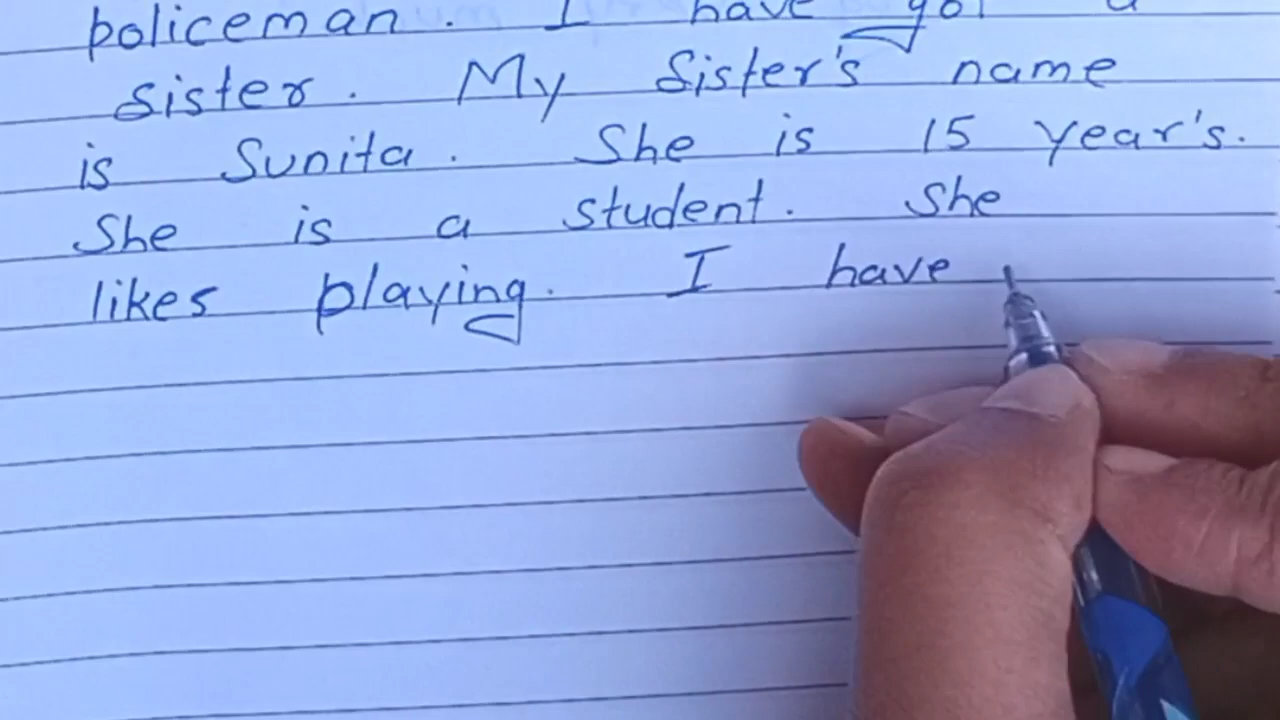 policeman. I have got a
sister. My Sister's name
is Sunita. She is 15 year's.
She is a student. She
likes playing. I have